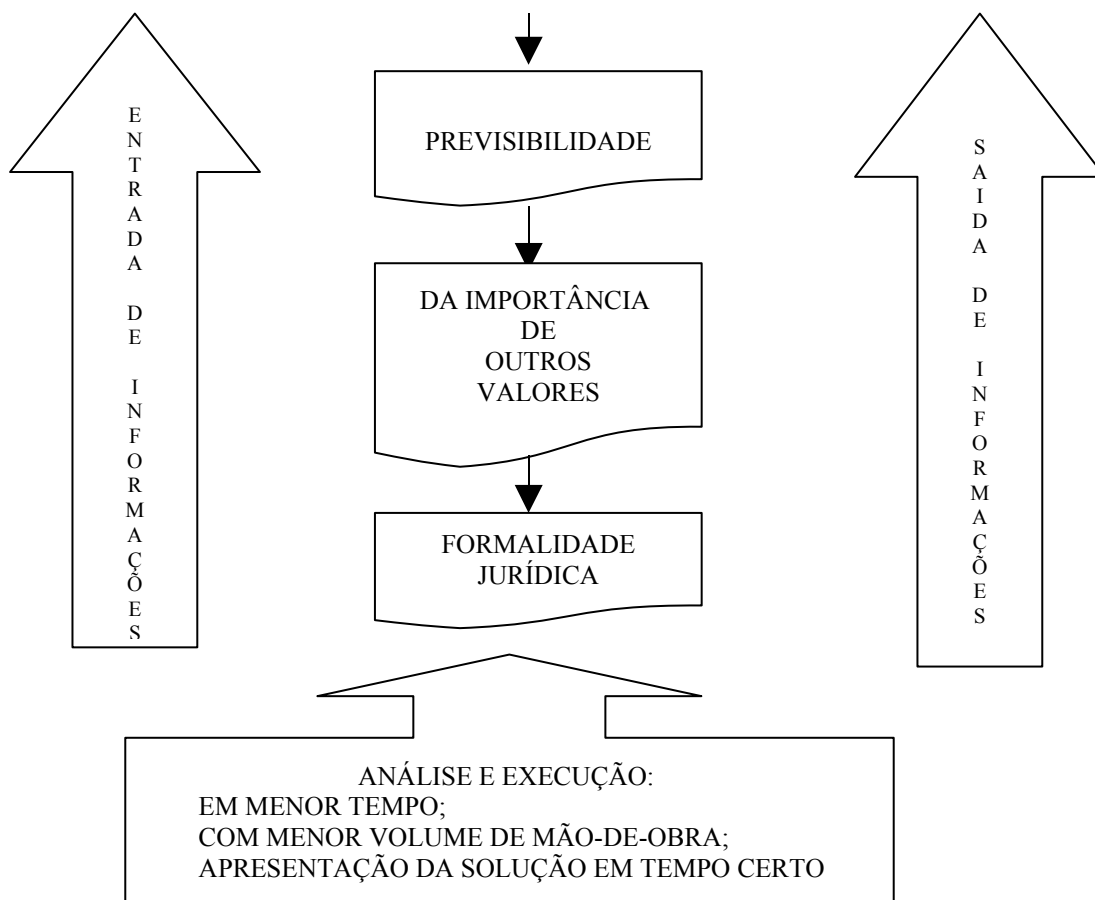 ENTRADA DE INFORMAÇÕES
PREVISIBILIDADE
DA IMPORTÂNCIA
DE
OUTROS
VALORES
FORMALIDADE
JURÍDICA
SAIDA DE INFORMAÇÕES
ANÁLISE E EXECUÇÃO:
EM MENOR TEMPO;
COM MENOR VOLUME DE MÃO-DE-OBRA;
APRESENTAÇÃO DA SOLUÇÃO EM TEMPO CERTO